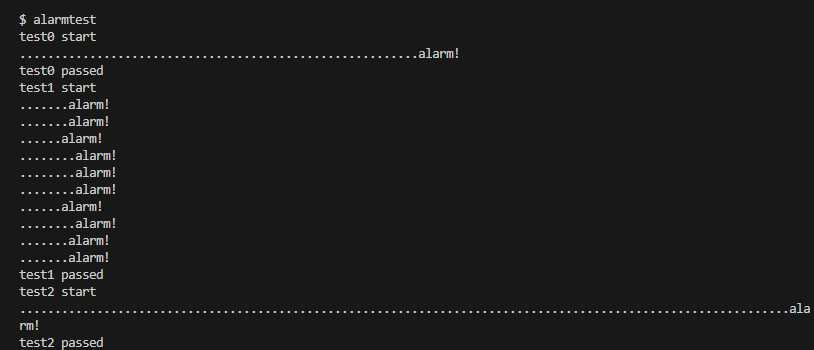 $ alarmtest
test0 start
.........................................................alarm!
test0 passed
test1 start
.......alarm!
.......alarm!
......alarm!
........alarm!
........alarm!
........alarm!
......alarm!
........alarm!
.......alarm!
.......alarm!
test1 passed
test2 start
..............................................................................................................ala
rm!
test2 passed